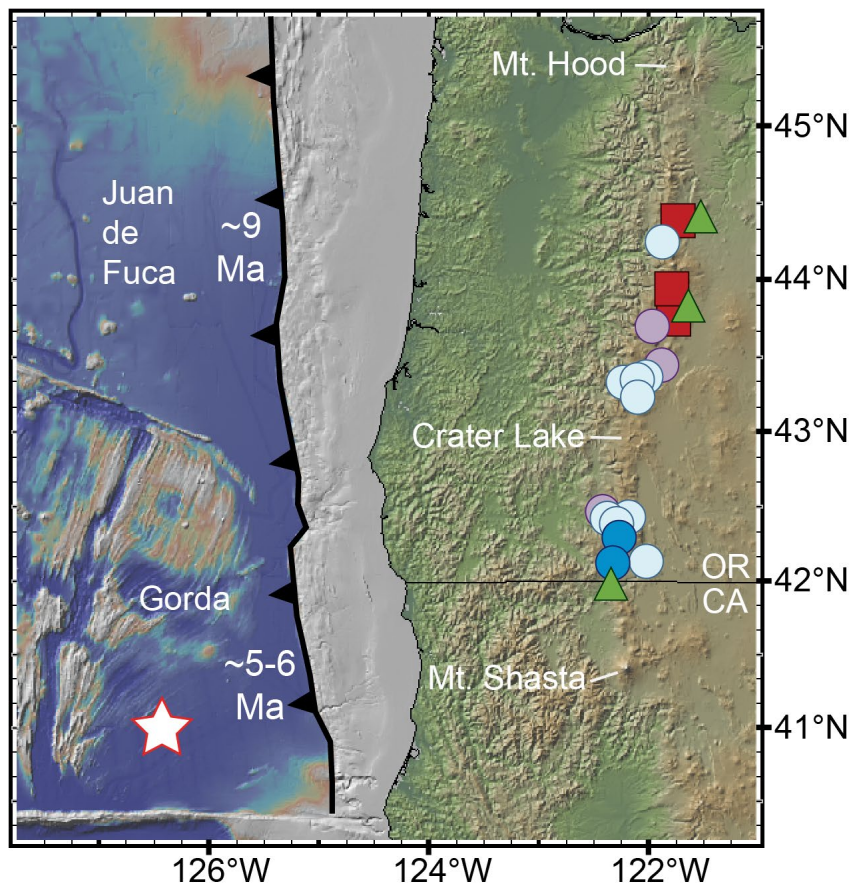 Mt. Hood
45°N
Juan
de
Fuca
~9
Ma
44°N
Crater Lake
43°N
OR
42°N
CA
Gorda
~5-6
Ma
Mt. Shasta
41°N
126°W
124°W
122°W